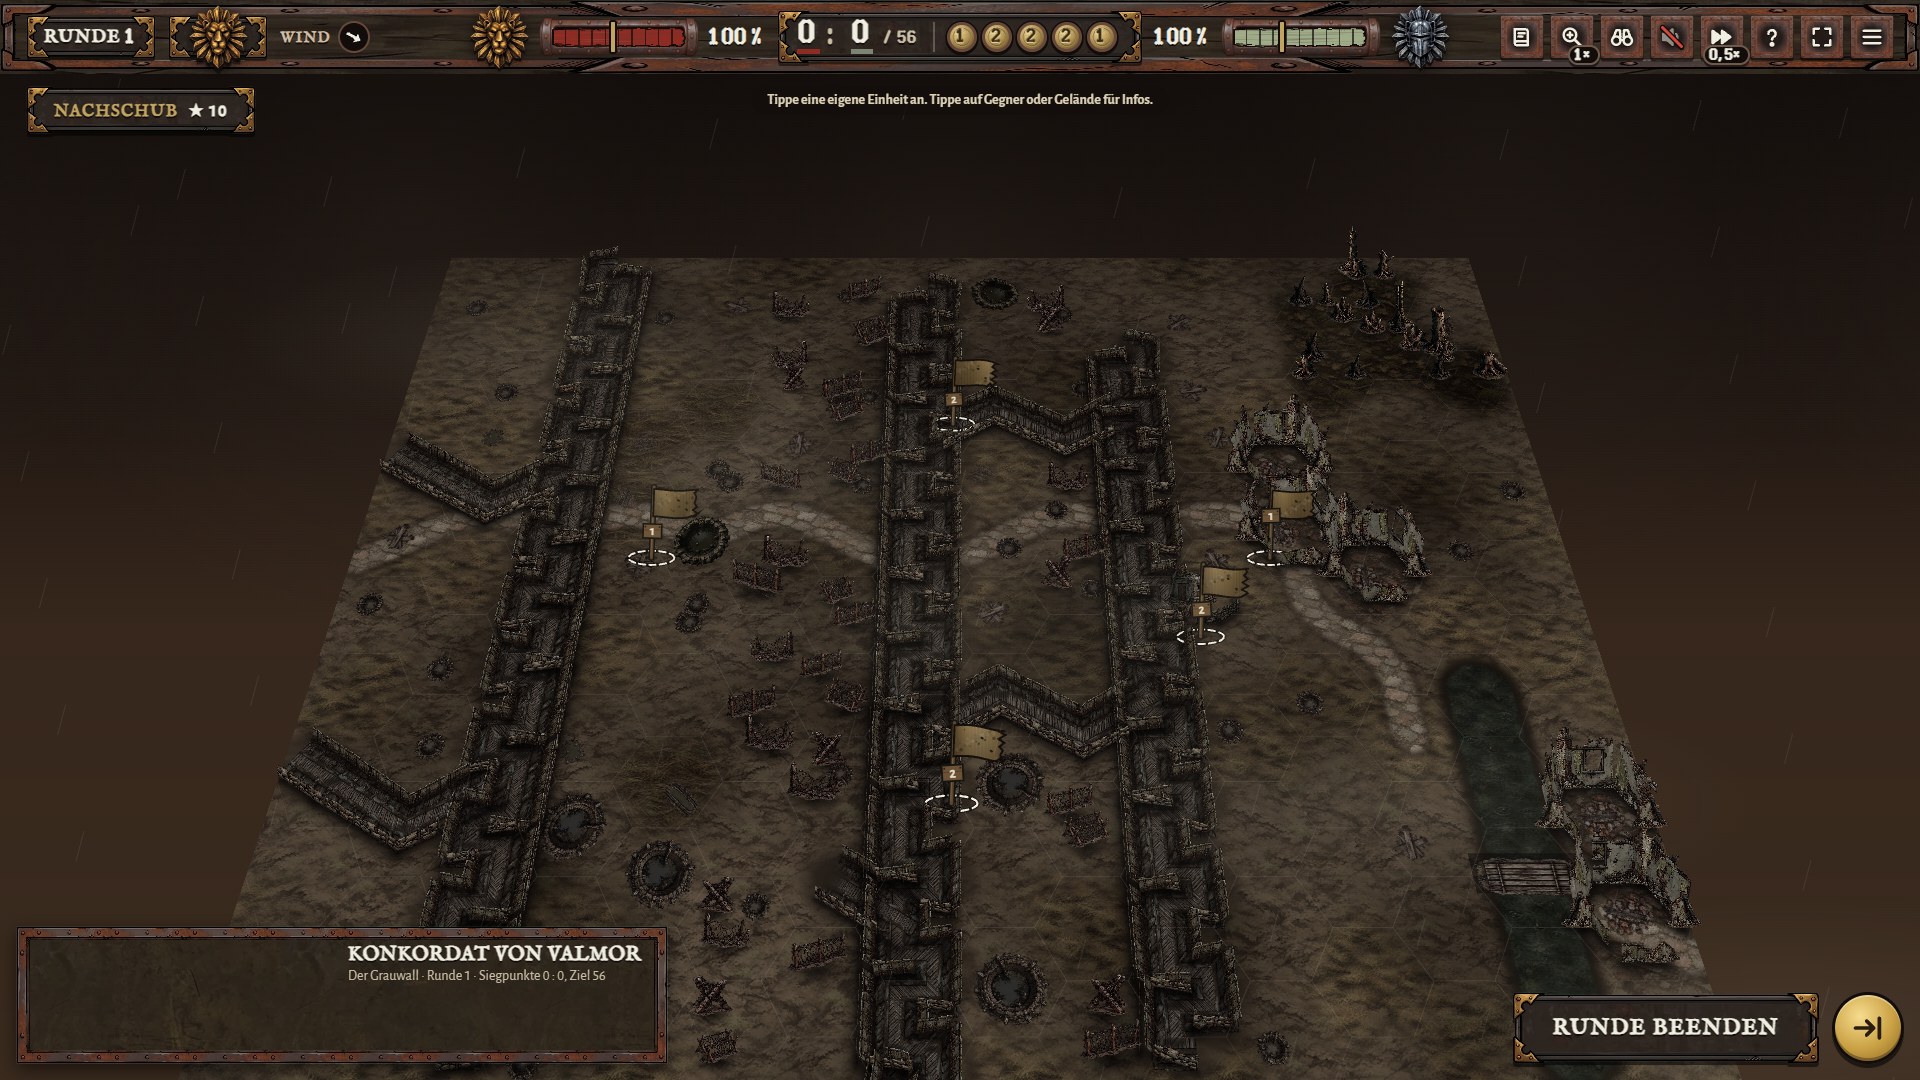 RUNDE 1
WIND
100%
0 : 0 / 56
1 2 2 2 1
100%
1×
0,5×
?
NACHSCHUB ★ 10
Tippe eine eigene Einheit an. Tippe auf Gegner oder Gelände für Infos.
2
1
1
2
2
KONKORDAT VON VALMOR
Der Grauwall · Runde 1 · Siegpunkte 0 : 0, Ziel 56
RUNDE BEENDEN